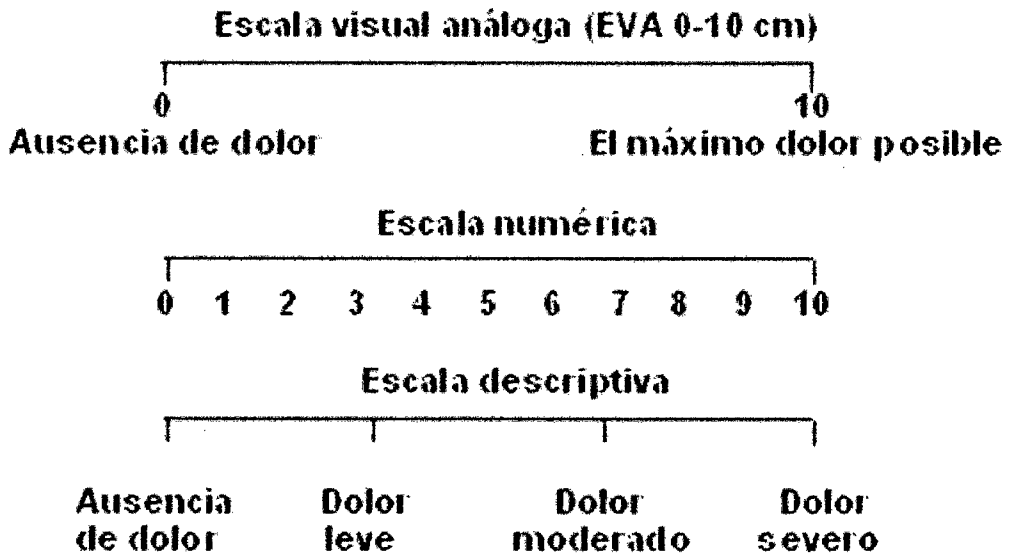 Escala visual análoga (EVA 0-10 cm)
0 10
Ausencia de dolor El máximo dolor posible
Escala numérica
0 1 2 3 4 5 6 7 8 9 10
Escala descriptiva
Ausencia Dolor Dolor Dolor
de dolor leve moderado severo